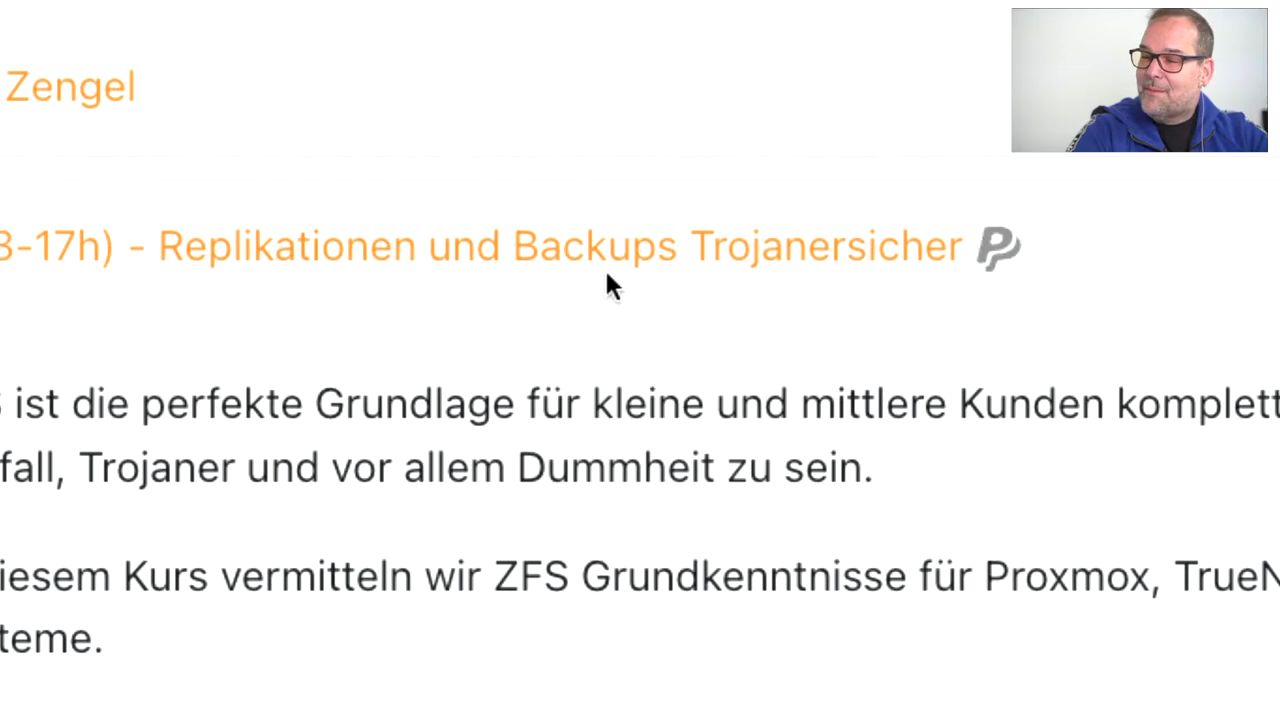 Zengel
3-17h) - Replikationen und Backups Trojanersicher
ist die perfekte Grundlage für kleine und mittlere Kunden komplett
fall, Trojaner und vor allem Dummheit zu sein.
iesem Kurs vermitteln wir ZFS Grundkenntnisse für Proxmox, TrueN
teme.